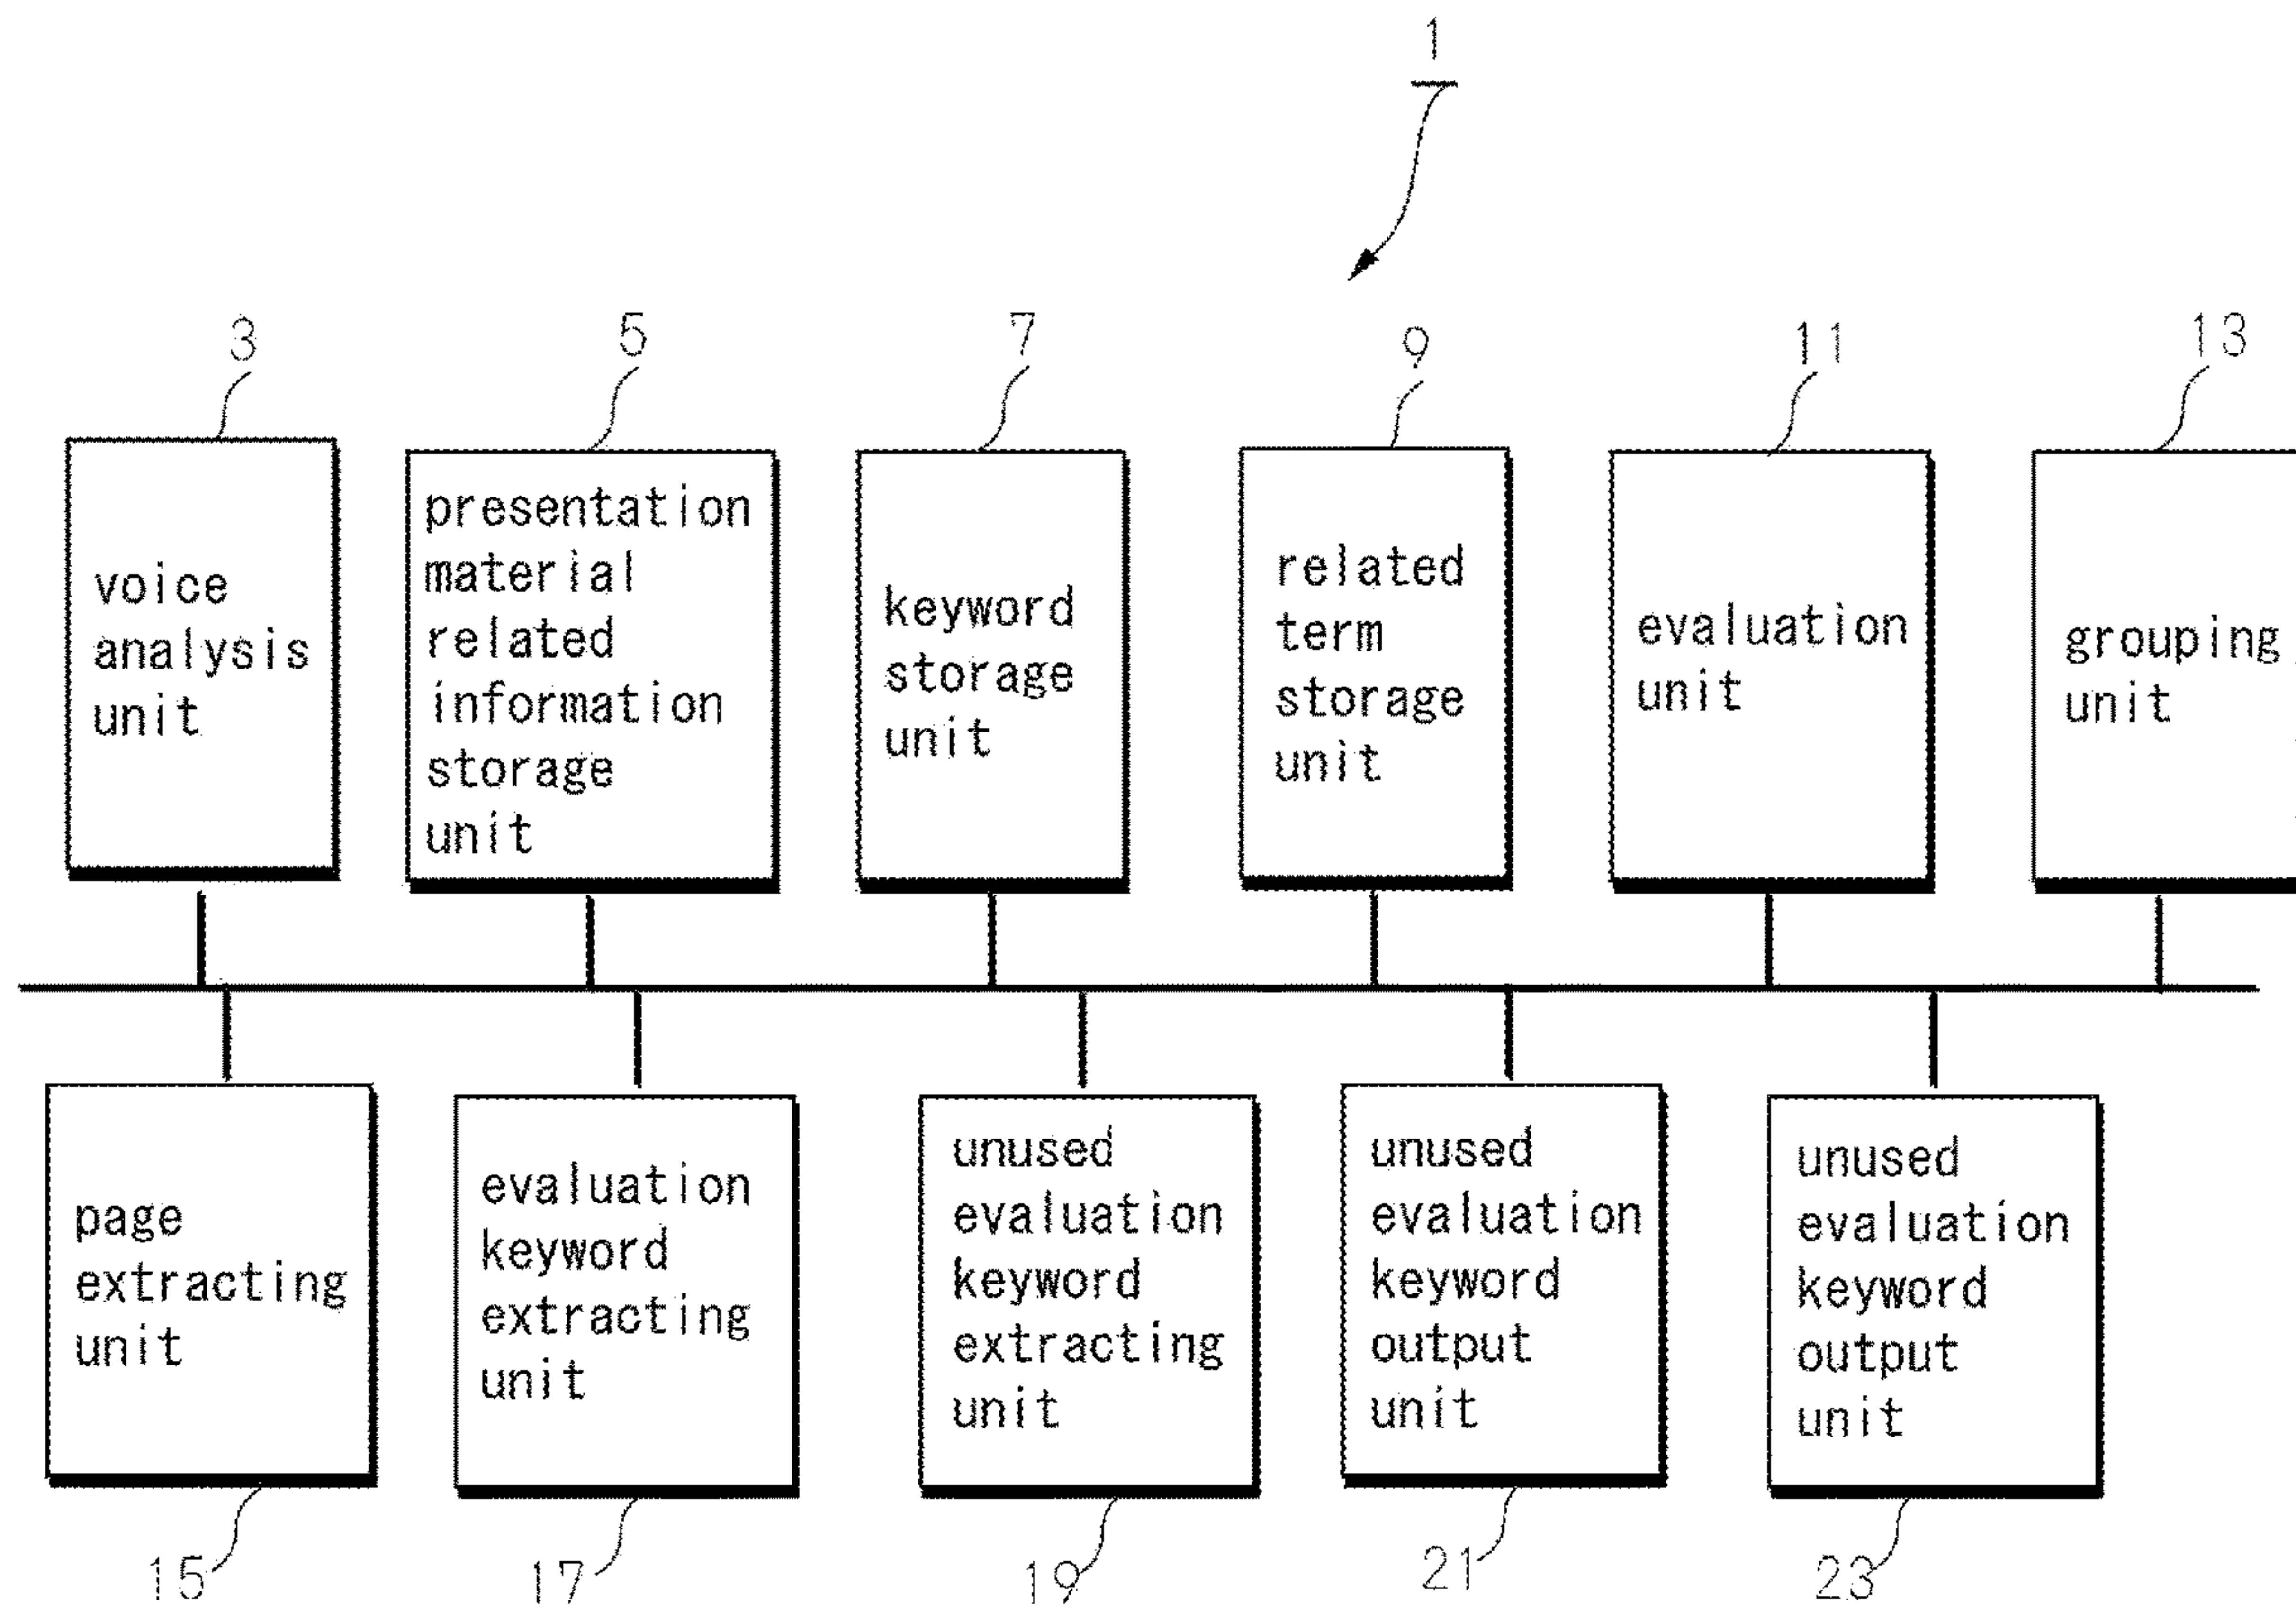 1
3
5
7
9
11
13
voice
analysis
unit
presentation
material
related
information
storage
unit
keyword
storage
unit
related
term
storage
unit
evaluation
unit
grouping
unit
page
extracting
unit
evaluation
keyword
extracting
unit
unused
evaluation
keyword
extracting
unit
unused
evaluation
keyword
output
unit
unused
evaluation
keyword
output
unit
15
17
19
21
23